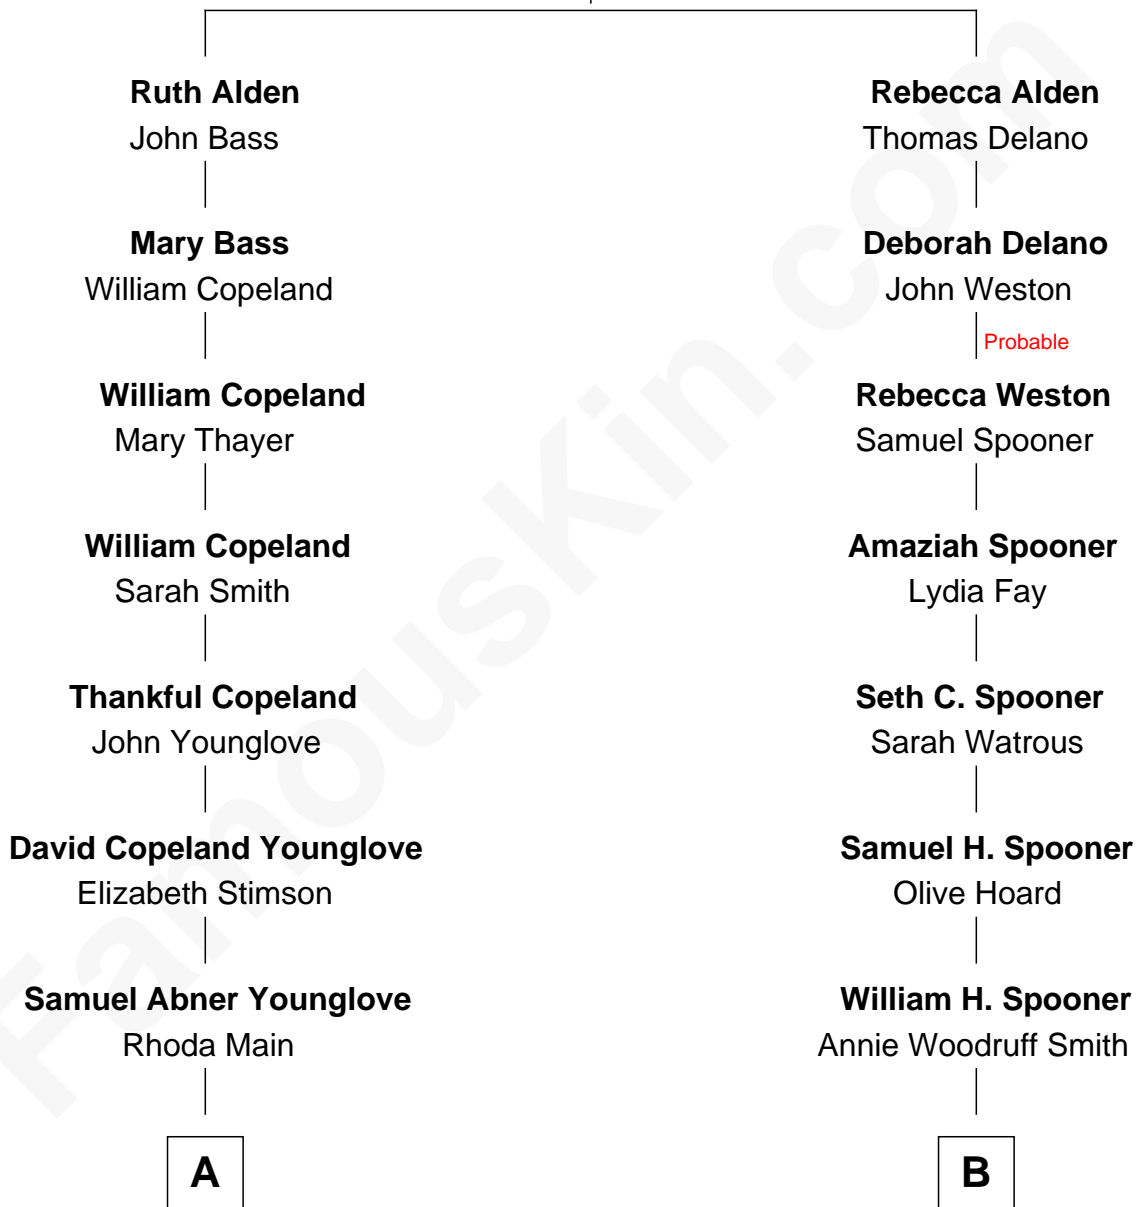 Ruth Alden
John Bass
Mary Bass
William Copeland
William Copeland
Mary Thayer
William Copeland
Sarah Smith
Thankful Copeland
John Younglove
David Copeland Younglove
Elizabeth Stimson
Samuel Abner Younglove
Rhoda Main
A
Rebecca Alden
Thomas Delano
Deborah Delano
John Weston
Probable
Rebecca Weston
Samuel Spooner
Amaziah Spooner
Lydia Fay
Seth C. Spooner
Sarah Watrous
Samuel H. Spooner
Olive Hoard
William H. Spooner
Annie Woodruff Smith
B
FamousKin.com